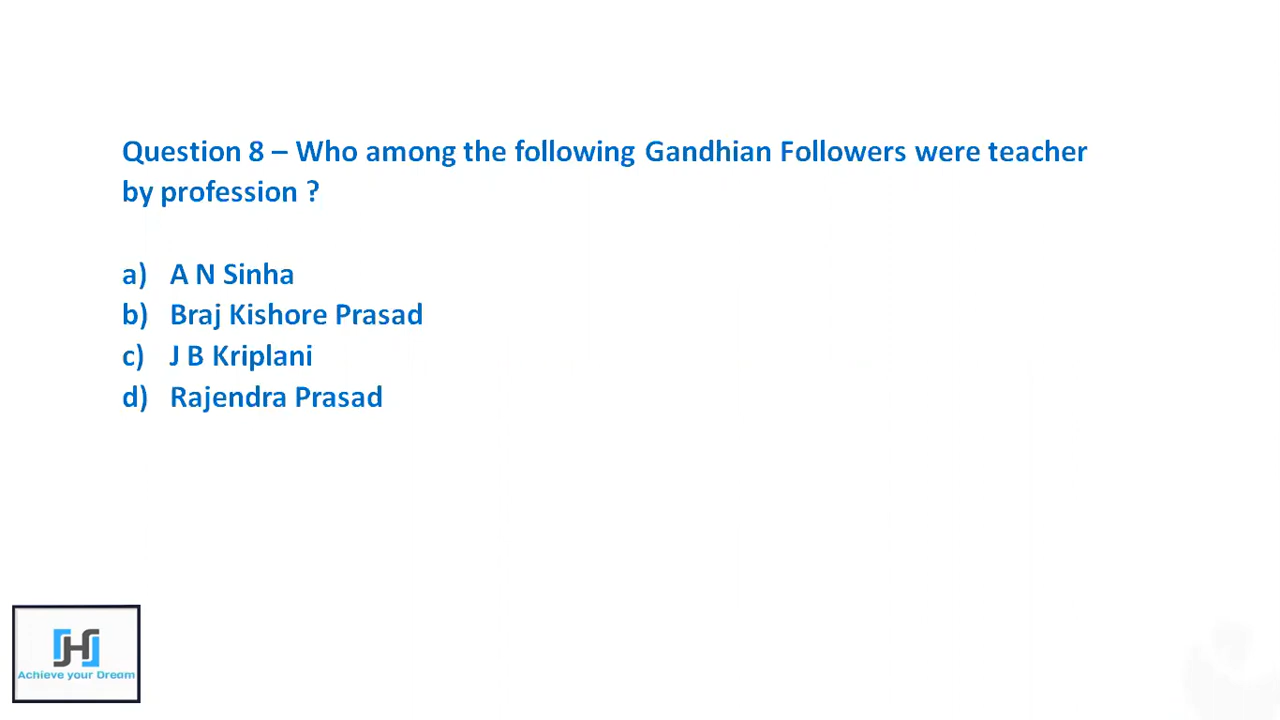 Question 8 – Who among the following Gandhian Followers were teacher
by profession ?
a) A N Sinha
b) Braj Kishore Prasad
c) J B Kriplani
d) Rajendra Prasad
Achieve your Dream